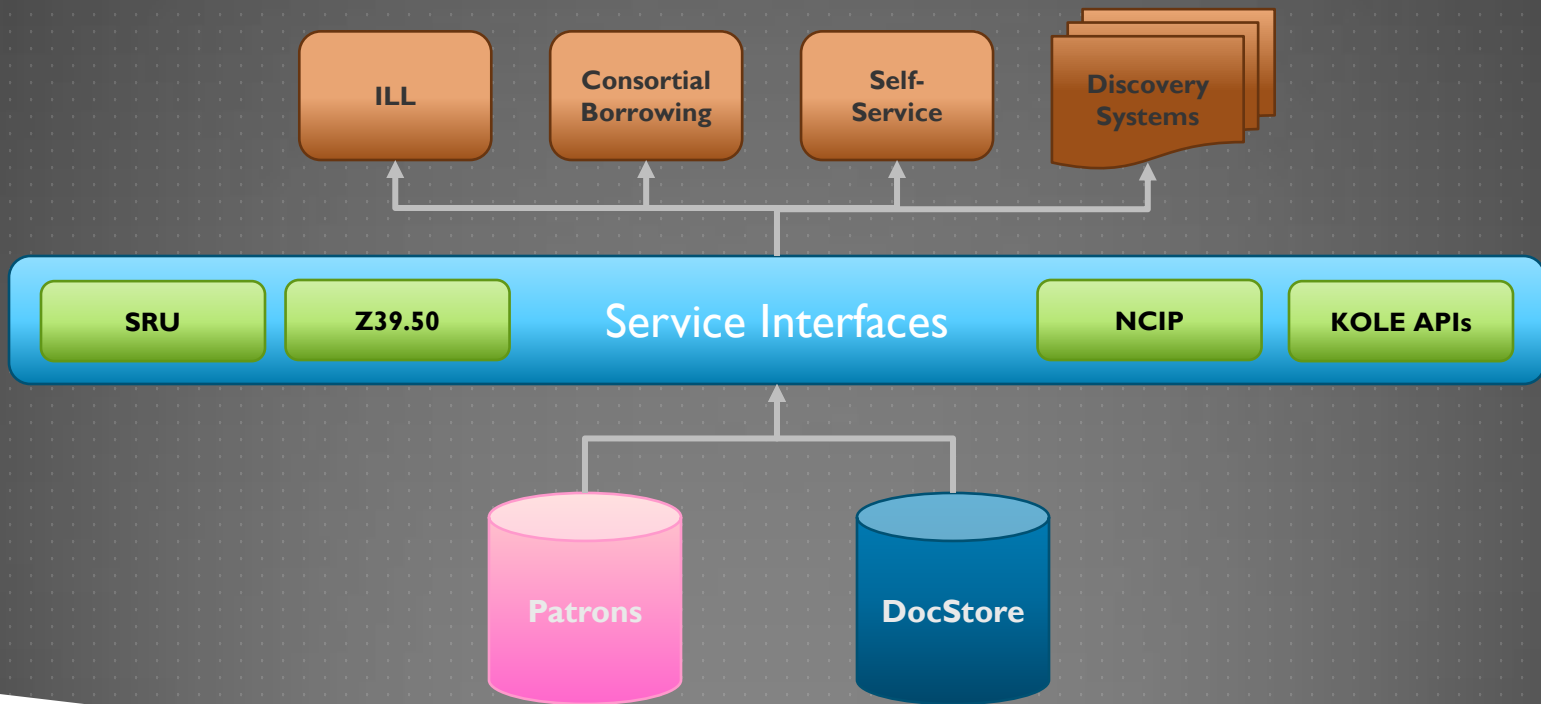 ILL
Consortial
Borrowing
Self-
Service
Discovery
Systems
SRU
Z39.50
Service Interfaces
NCIP
KOLE APIs
Patrons
DocStore